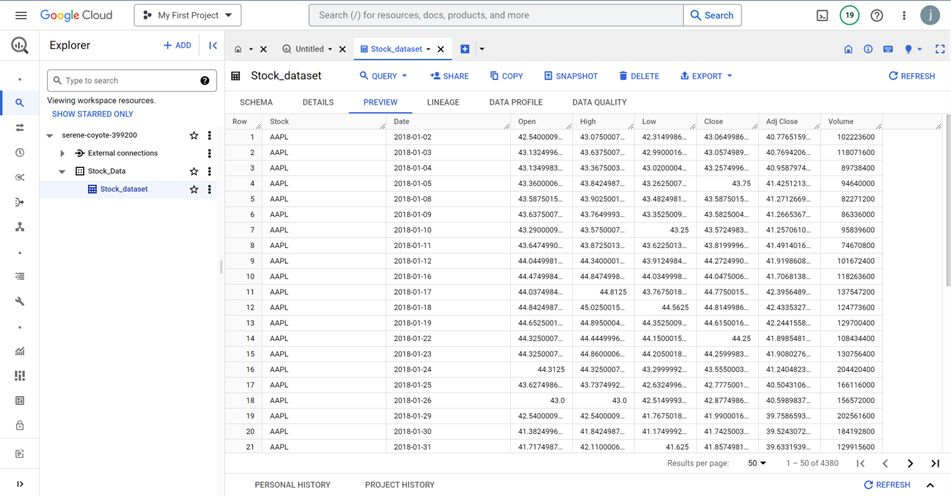 Google Cloud My First Project Search (/) for resources, docs, products, and more Search 19 j
Explorer + ADD Untitled Stock_dataset
Type to search Stock_dataset QUERY SHARE COPY SNAPSHOT DELETE EXPORT REFRESH
Viewing workspace resources.
SHOW STARRED ONLY SCHEMA DETAILS PREVIEW LINEAGE DATA PROFILE DATA QUALITY
serene-coyote-399200
External connections
Stock_Data
Stock_dataset
Row Stock Date Open High Low Close Adj Close Volume
1 AAPL 2018-01-02 42.5400009... 43.0750007... 42.3149986... 43.0649986... 40.7765159... 102223600
2 AAPL 2018-01-03 43.1324996... 43.6375007... 42.9900016... 43.0574989... 40.7694206... 118071600
3 AAPL 2018-01-04 43.1349983... 43.3675003... 43.0200004... 43.2574996... 40.9587974... 89738400
4 AAPL 2018-01-05 43.3600006... 43.8424987... 43.2625007... 43.75 41.4251213... 94640000
5 AAPL 2018-01-08 43.5875015... 43.9025001... 43.4824981... 43.5875015... 41.2712669... 82271200
6 AAPL 2018-01-09 43.6375007... 43.7649993... 43.3525009... 43.5825004... 41.2665367... 86336000
7 AAPL 2018-01-10 43.2900009... 43.5750007... 43.25 43.5724983... 41.2570610... 95839600
8 AAPL 2018-01-11 43.6474990... 43.8725013... 43.6225013... 43.8199996... 41.4914016... 74670800
9 AAPL 2018-01-12 44.0449981... 44.3400001... 43.9124984... 44.2724990... 41.9198608... 101672400
10 AAPL 2018-01-16 44.4749984... 44.8474998... 44.0349998... 44.0475006... 41.7068138... 118263600
11 AAPL 2018-01-17 44.0374984... 44.8125 43.7675018... 44.7750015... 42.3956489... 137547200
12 AAPL 2018-01-18 44.8424987... 45.0250015... 44.5625 44.8149986... 42.4335327... 124773600
13 AAPL 2018-01-19 44.6525001... 44.8950004... 44.3525009... 44.6150016... 42.2441558... 129700400
14 AAPL 2018-01-22 44.3250007... 44.4449996... 44.1500015... 44.25 41.8985481... 108434400
15 AAPL 2018-01-23 44.3250007... 44.8600006... 44.2050018... 44.2599983... 41.9080276... 130756400
16 AAPL 2018-01-24 44.3125 44.3250007... 43.2999992... 43.5550003... 41.2404823... 204420400
17 AAPL 2018-01-25 43.6274986... 43.7374992... 42.6324996... 42.7775001... 40.5043106... 166116000
18 AAPL 2018-01-26 43.0 43.0 42.5149993... 42.8774986... 40.5989837... 156572000
19 AAPL 2018-01-29 42.5400009... 42.5400009... 41.7675018... 41.9900016... 39.7586593... 202561600
20 AAPL 2018-01-30 41.3824996... 41.8424987... 41.1749992... 41.7425003... 39.5243072... 184192800
21 AAPL 2018-01-31 41.7174987... 42.1100006... 41.625 41.8574981... 39.6331939... 129915600
Results per page: 50 1 – 50 of 4380
PERSONAL HISTORY PROJECT HISTORY REFRESH